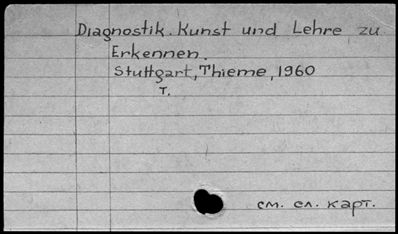 Diagnostik. Kunst und Lehre zu
Erkennen.
Stuttgart, Thieme, 1960
T.
см. сл. карт.